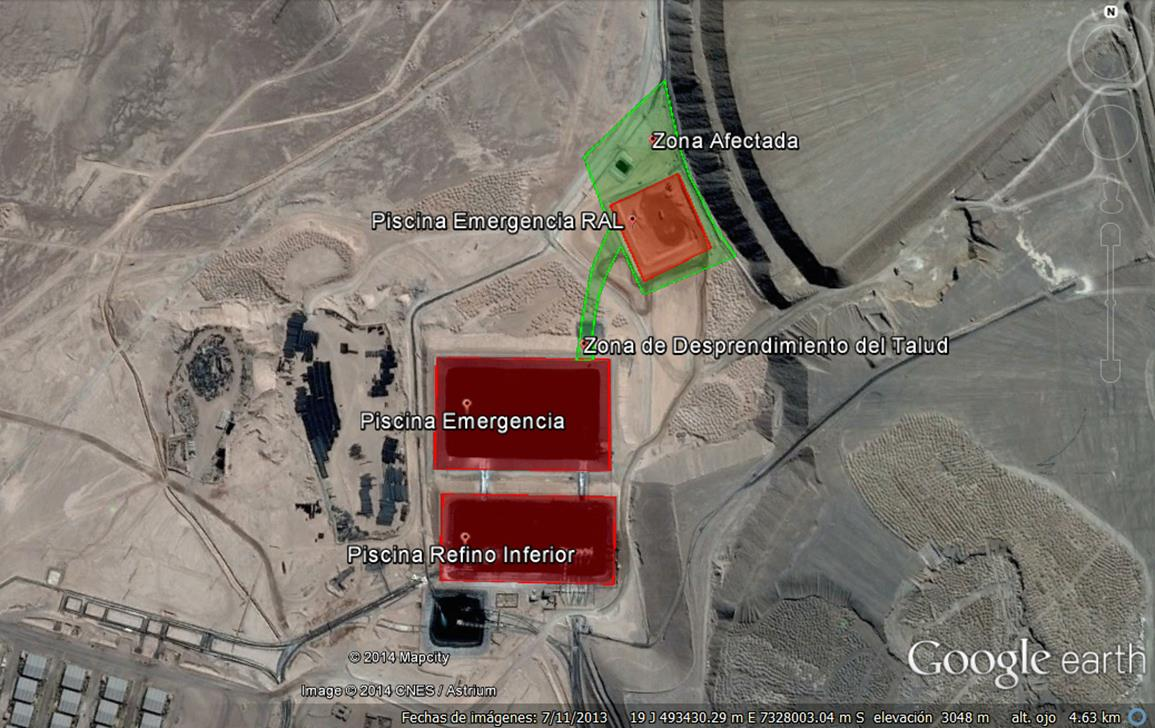 N
Zona Afectada
Piscina Emergencia RAL
Zona de Desprendimiento del Talud
Piscina Emergencia
Piscina Refino Inferior
© 2014 Mapcity
Google earth
Image © 2014 CNES / Astrium
Fechas de imágenes: 7/11/2013 19 J 493430.29 m E 7328003.04 m S elevación 3048 m alt. ojo 4.63 km